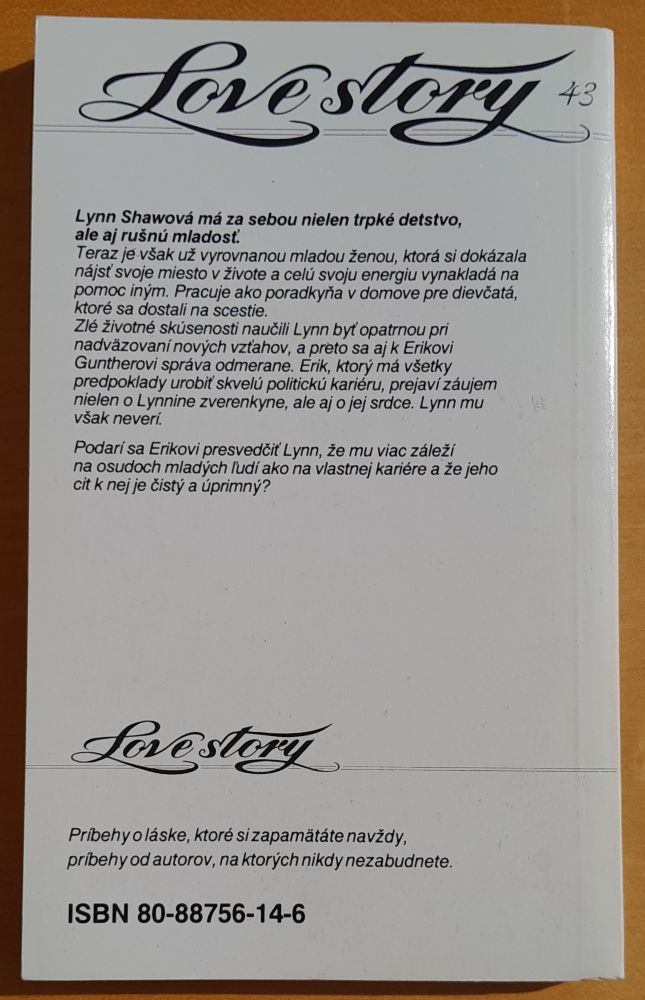 Love story 43
Lynn Shawová má za sebou nielen trpké detstvo,
ale aj rušnú mladosť.
Teraz je však už vyrovnanou mladou ženou, ktorá si dokázala
nájsť svoje miesto v živote a celú svoju energiu vynakladá na
pomoc iným. Pracuje ako poradkyňa v domove pre dievčatá,
ktoré sa dostali na scestie.
Zlé životné skúsenosti naučili Lynn byť opatrnou pri
nadväzovaní nových vzťahov, a preto sa aj k Erikovi
Guntherovi správa odmerane. Erik, ktorý má všetky
predpoklady urobiť skvelú politickú kariéru, prejaví záujem
nielen o Lynnine zverenkyne, ale aj o jej srdce. Lynn mu
však neverí.
Podarí sa Erikovi presvedčiť Lynn, že mu viac záleží
na osudoch mladých ľudí ako na vlastnej kariére a že jeho
cit k nej je čistý a úprimný?
Love story
Príbehy o láske, ktoré si zapamätáte navždy,
príbehy od autorov, na ktorých nikdy nezabudnete.
ISBN 80-88756-14-6